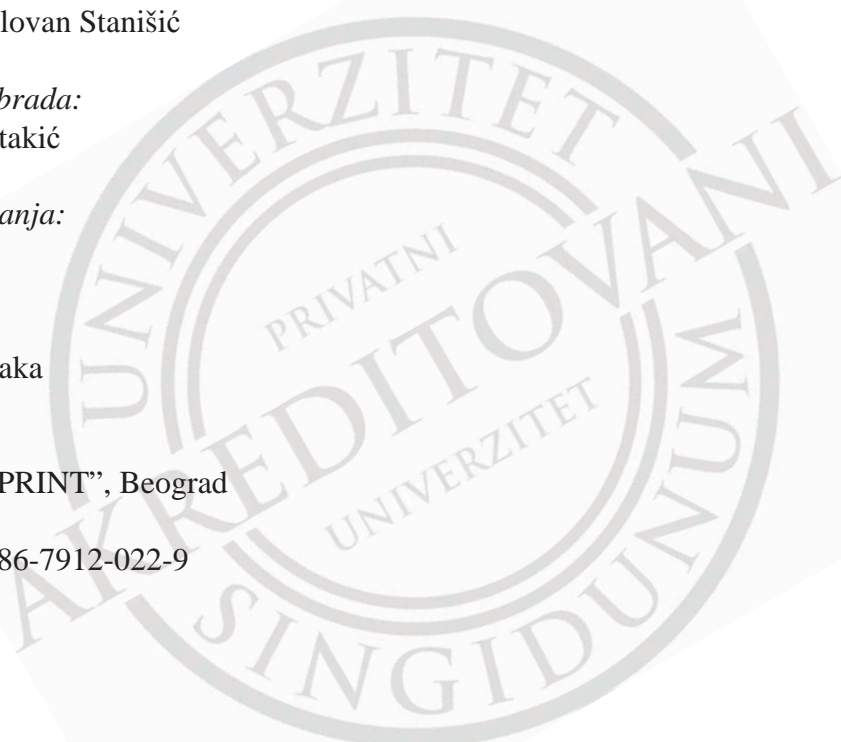 lovan Stanišić
brada:
takić
anja:
aka
PRINT”, Beograd
86-7912-022-9
UNIVERZITET
SINGIDUNUM
PRIVATNI
AKREDITOVANI
UNIVERZITET